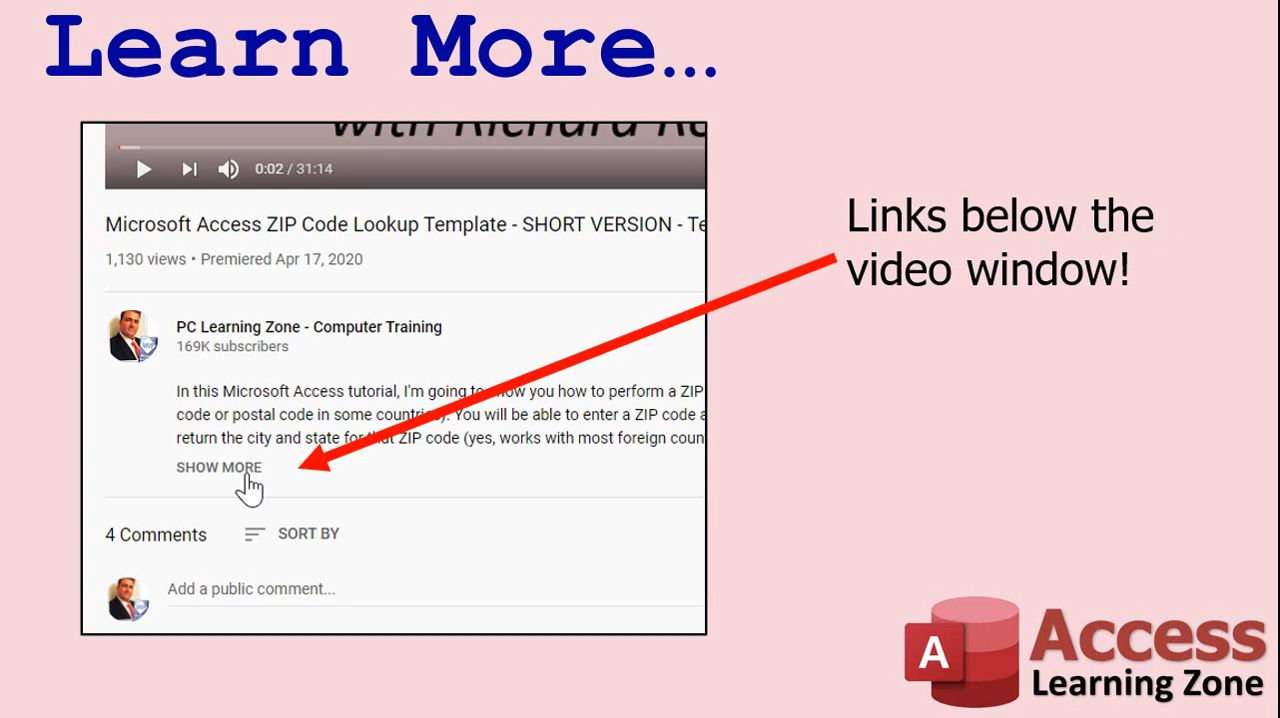 Learn More...
with Richard
0:02 / 31:14
Microsoft Access ZIP Code Lookup Template - SHORT VERSION - Te
1,130 views • Premiered Apr 17, 2020
PC Learning Zone - Computer Training
169K subscribers
In this Microsoft Access tutorial, I'm going to show you how to perform a ZIP
code or postal code in some countries). You will be able to enter a ZIP code a
return the city and state for that ZIP code (yes, works with most foreign coun
SHOW MORE
4 Comments
SORT BY
Add a public comment...
Links below the
video window!
A
Access
Learning Zone